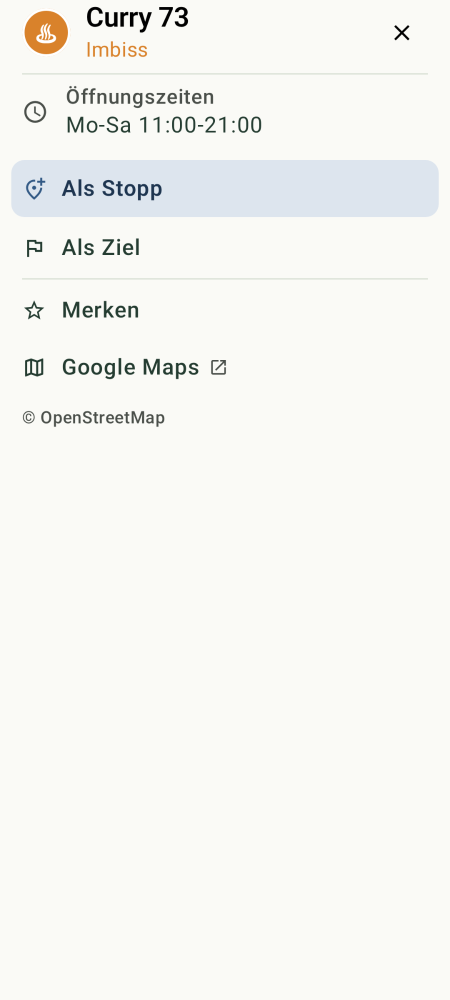 Curry 73
Imbiss
Öffnungszeiten
Mo-Sa 11:00-21:00
Als Stopp
Als Ziel
Merken
Google Maps
© OpenStreetMap